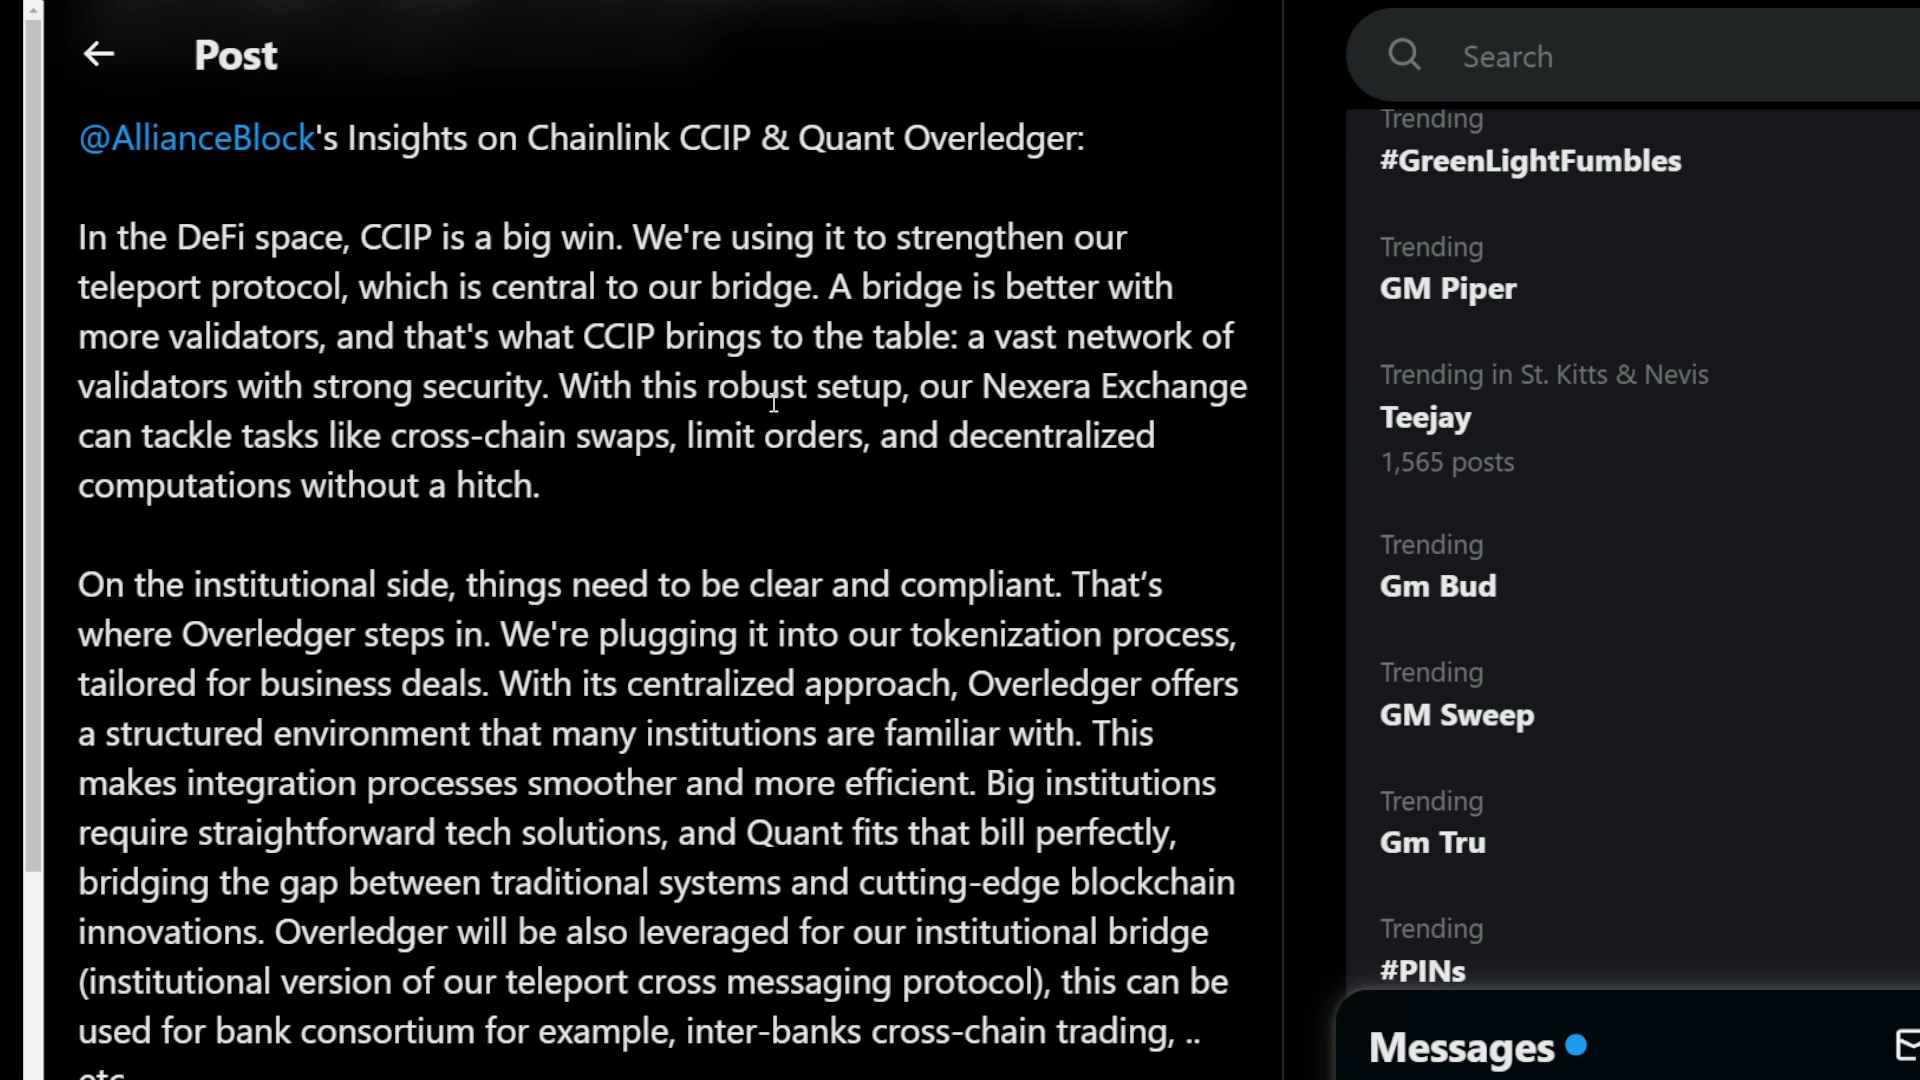 Post
@AllianceBlock's Insights on Chainlink CCIP & Quant Overledger:
In the DeFi space, CCIP is a big win. We're using it to strengthen our
teleport protocol, which is central to our bridge. A bridge is better with
more validators, and that's what CCIP brings to the table: a vast network of
validators with strong security. With this robust setup, our Nexera Exchange
can tackle tasks like cross-chain swaps, limit orders, and decentralized
computations without a hitch.
On the institutional side, things need to be clear and compliant. That’s
where Overledger steps in. We're plugging it into our tokenization process,
tailored for business deals. With its centralized approach, Overledger offers
a structured environment that many institutions are familiar with. This
makes integration processes smoother and more efficient. Big institutions
require straightforward tech solutions, and Quant fits that bill perfectly,
bridging the gap between traditional systems and cutting-edge blockchain
innovations. Overledger will be also leveraged for our institutional bridge
(institutional version of our teleport cross messaging protocol), this can be
used for bank consortium for example, inter-banks cross-chain trading, ..
etc
Search
Trending
#GreenLightFumbles
Trending
GM Piper
Trending in St. Kitts & Nevis
Teejay
1,565 posts
Trending
Gm Bud
Trending
GM Sweep
Trending
Gm Tru
Trending
#PINs
Messages